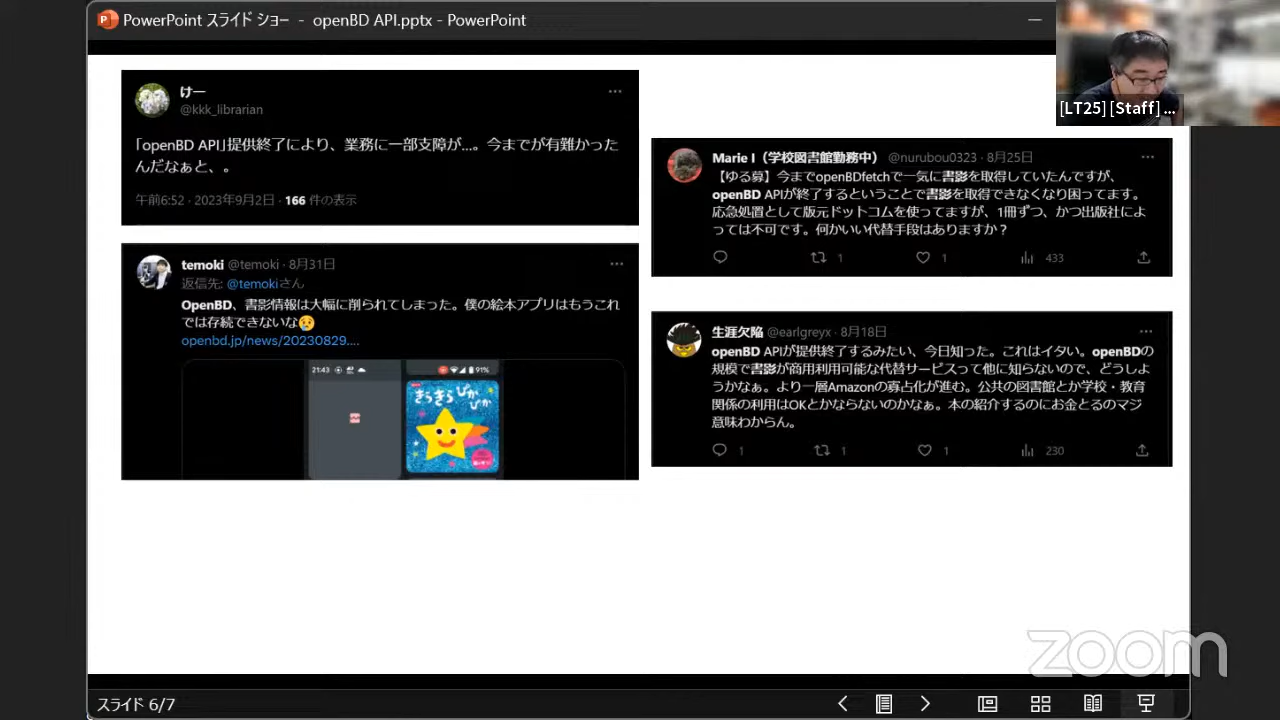 PowerPoint スライド ショー - openBD API.pptx - PowerPoint
[LT25] [Staff] ...
けー
@kkk_librarian
「openBD API」提供終了により、業務に一部支障が…。今までが有難かった
んだなぁと、。
午前6:52 · 2023年9月2日 · 166 件の表示
temoki @temoki · 8月31日
返信先: @temokiさん
OpenBD、書影情報は大幅に削られてしまった。僕の絵本アプリはもうこれ
では存続できないな😢
openbd.jp/news/20230829....
21:43
91%
きらきら ぴか
ぴか
Marie I（学校図書館勤務中） @nurubou0323 · 8月25日
【ゆる募】今までopenBDfetchで一気に書影を取得していたんですが、
openBD APIが終了するということで書影を取得できなくなり困ってます。
応急処置として版元ドットコムを使ってますが、1冊ずつ、かつ出版社によ
っては不可です。何かいい代替手段はありますか？
1 1 433
生涯欠陥 @earlgreyx · 8月18日
openBD APIが提供終了するみたい、今日知った。これはイタい。openBDの
規模で書影が商用利用可能な代替サービスって他に知らないので、どうしよ
うかなぁ。より一層Amazonの寡占化が進む。公共の図書館とか学校・教育
関係の利用はOKとかならないのかなぁ。本の紹介するのにお金とるのマジ
意味わからん。
1 1 1 230
zoom
スライド 6/7